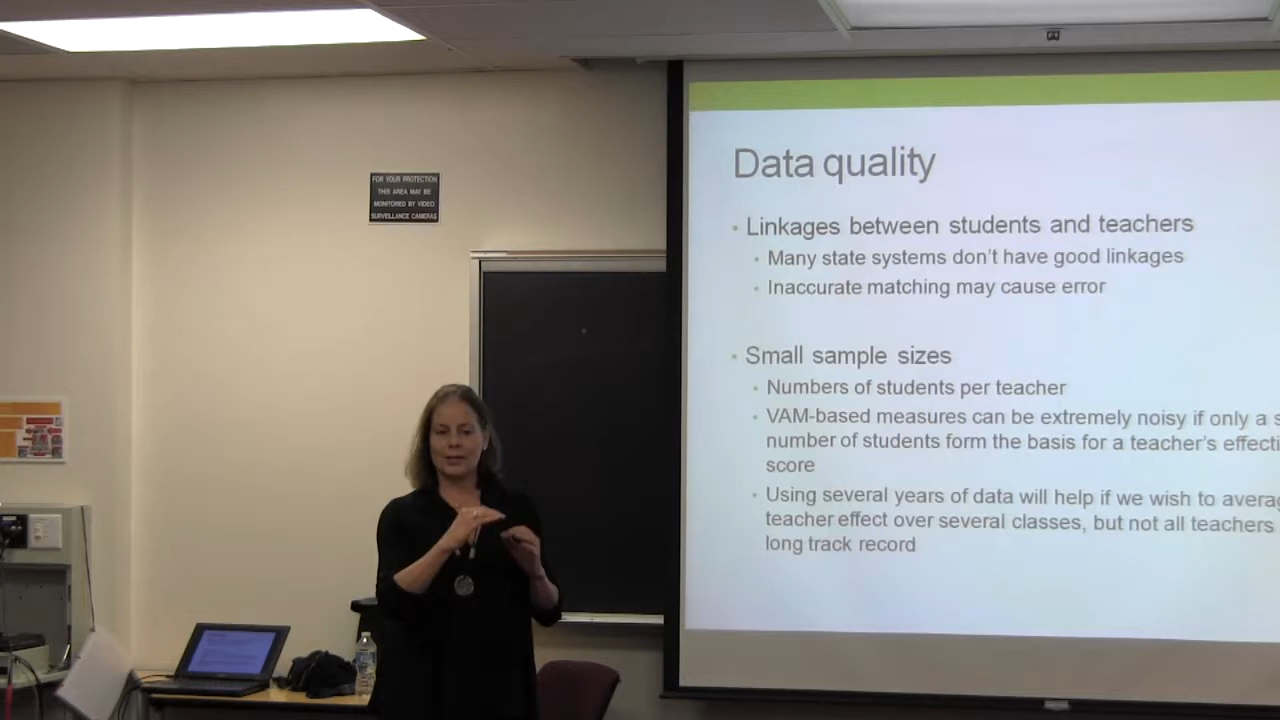 FOR YOUR PROTECTION
THIS AREA MAY BE
MONITORED BY VIDEO
SURVEILLANCE CAMERAS
Data quality
• Linkages between students and teachers
• Many state systems don't have good linkages
• Inaccurate matching may cause error
• Small sample sizes
• Numbers of students per teacher
• VAM-based measures can be extremely noisy if only a s
number of students form the basis for a teacher's effecti
score
• Using several years of data will help if we wish to averag
teacher effect over several classes, but not all teachers
long track record